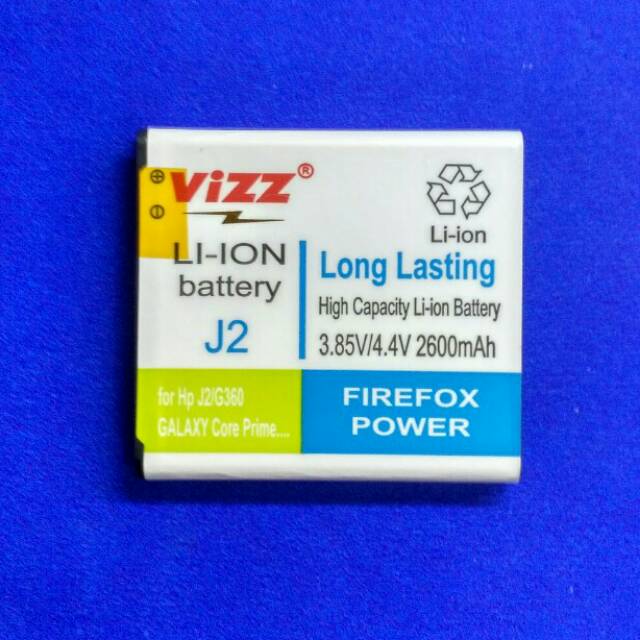 ViZZ®
LI-ION
battery
J2
Li-ion
Long Lasting
High Capacity Li-ion Battery
3.85V/4.4V 2600mAh
for Hp J2/G360
GALAXY Core Prime....
FIREFOX
POWER